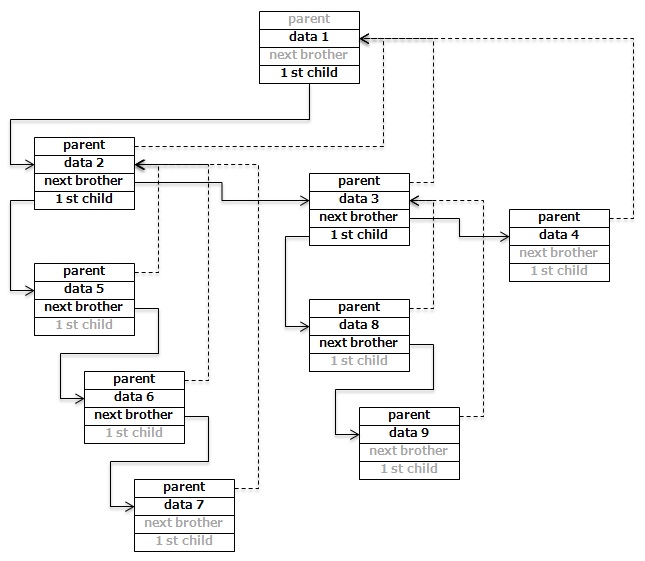 parent
data 1
next brother
1 st child
parent
data 2
next brother
1 st child
parent
data 3
next brother
1 st child
parent
data 4
next brother
1 st child
parent
data 5
next brother
1 st child
parent
data 8
next brother
1 st child
parent
data 6
next brother
1 st child
parent
data 9
next brother
1 st child
parent
data 7
next brother
1 st child